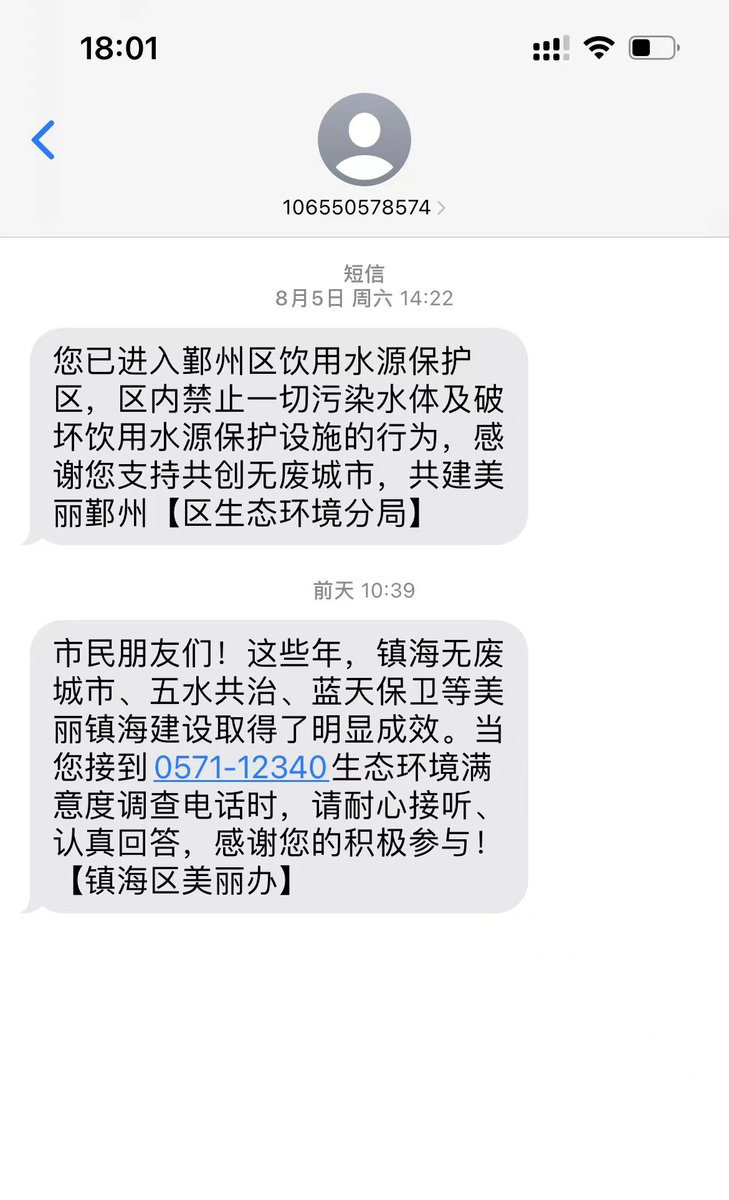 18:01
106550578574
短信
8月5日 周六 14:22
您已进入鄞州区饮用水源保护
区，区内禁止一切污染水体及破
坏饮用水源保护设施的行为，感
谢您支持共创无废城市，共建美
丽鄞州【区生态环境分局】
前天 10:39
市民朋友们！这些年，镇海无废
城市、五水共治、蓝天保卫等美
丽镇海建设取得了明显成效。当
您接到0571-12340生态环境满
意度调查电话时，请耐心接听、
认真回答，感谢您的积极参与！
【镇海区美丽办】